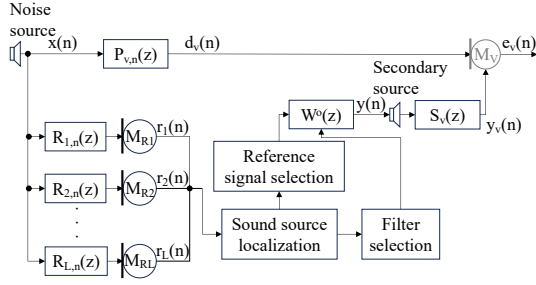 Noise
source
x(n)
P_{v,n}(z)
d_v(n)
M_V
e_v(n)
Secondary
source
W^o(z)
y(n)
S_v(z)
y_v(n)
R_{1,n}(z)
M_{R1}
r_1(n)
Reference
signal selection
R_{2,n}(z)
M_{R2}
r_2(n)
.
.
.
Sound source
localization
Filter
selection
R_{L,n}(z)
M_{RL}
r_L(n)